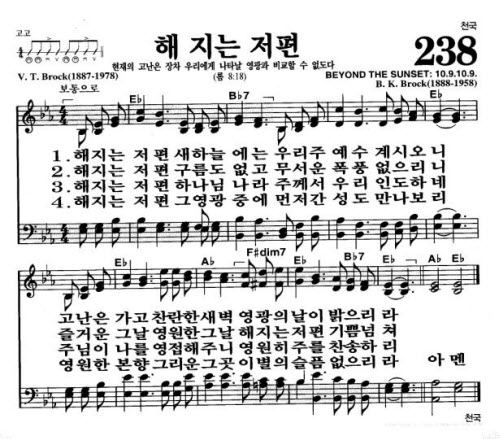 천국
고고
해 지는 저편
238
현재의 고난은 장차 우리에게 나타날 영광과 비교할 수 없도다
V. T. Brock(1887-1978)
(롬 8:18)
BEYOND THE SUNSET: 10.9.10.9.
B. K. Brock(1888-1958)
보통으로
E♭ B♭7 E♭
1.해지는 저 편 새하늘 에는 우리주 예수 계시오 니
2.해지는 저 편 구름도 없고 무서운 폭풍 없으리 니
3.해지는 저 편 하나님 나라 주께서 우리 인도하 네
4.해지는 저 편 그영광 중에 먼저간 성도 만나보 리
E♭ A♭ F♯dim7 E♭ B♭7 E♭ A♭ E♭
고난은 가고 찬란한새벽 영광의날이 밝으리 라
즐거운 그날 영원한그날 해지는저편 기쁨넘 쳐
주님이 나를 영접해주니 영원히주를 찬송하 리
영원한 본향 그리운그곳 이별의슬픔 없으리 라 아 멘
천국